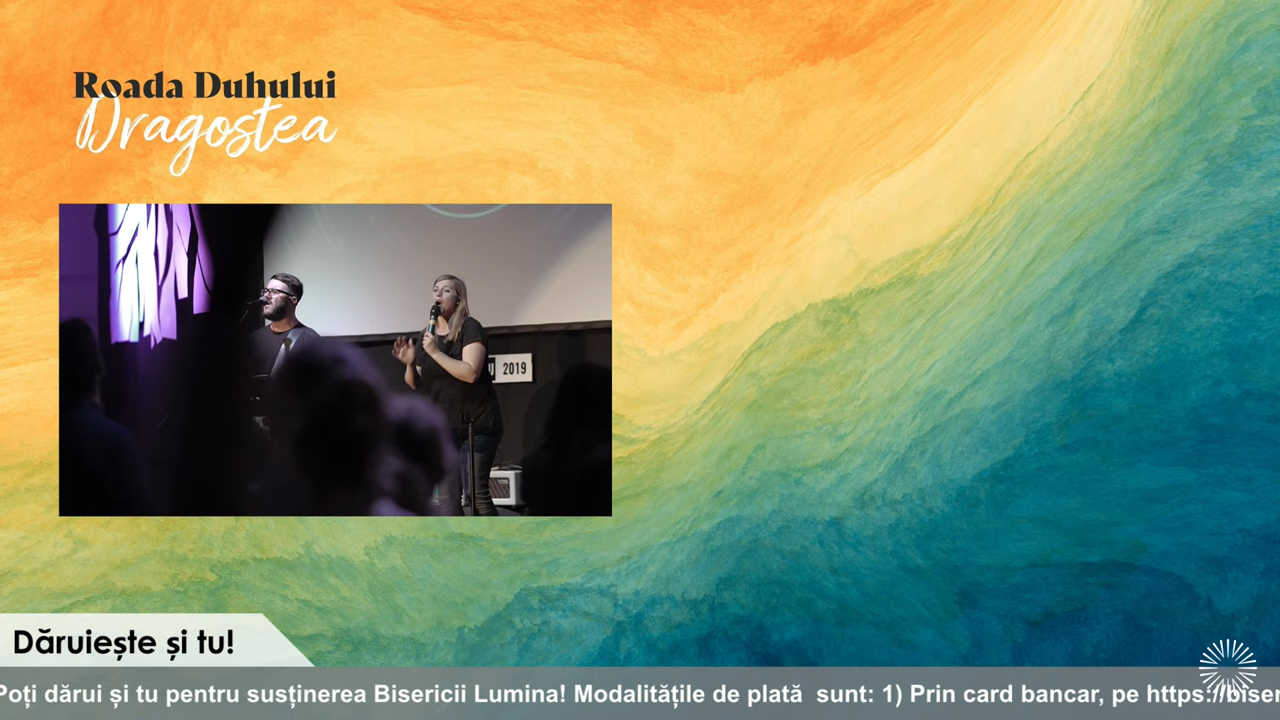 Roada Duhului
Dragostea
2019
Dăruiește și tu!
Poți dărui și tu pentru susținerea Bisericii Lumina! Modalitățile de plată sunt: 1) Prin card bancar, pe https://biser